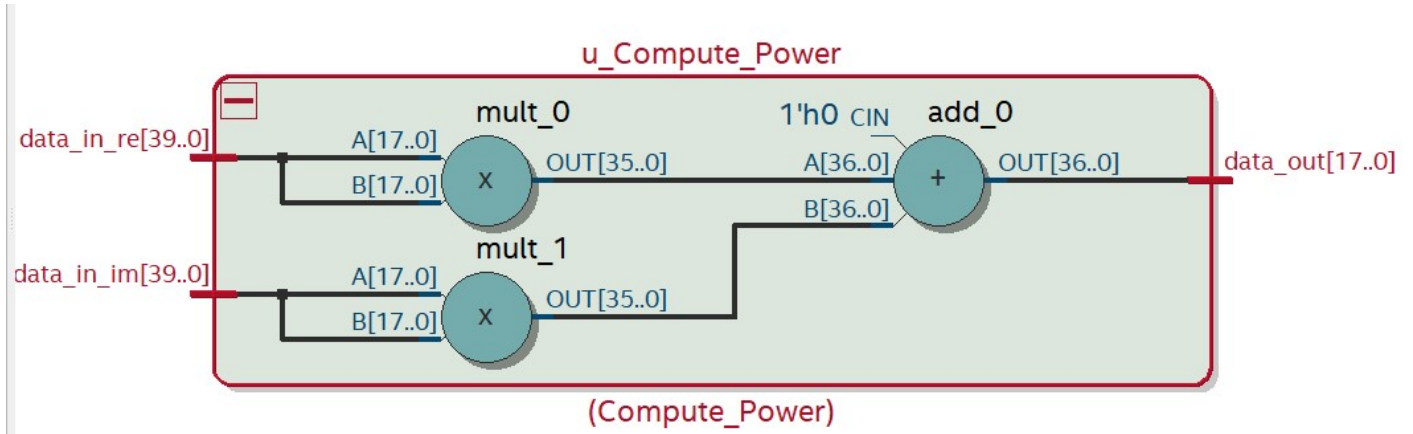 u_Compute_Power
mult_0
1'h0 CIN
add_0
data_in_re[39..0]
A[17..0]
B[17..0]
x
OUT[35..0]
A[36..0]
B[36..0]
+
OUT[36..0]
data_out[17..0]
mult_1
data_in_im[39..0]
A[17..0]
B[17..0]
x
OUT[35..0]
(Compute_Power)